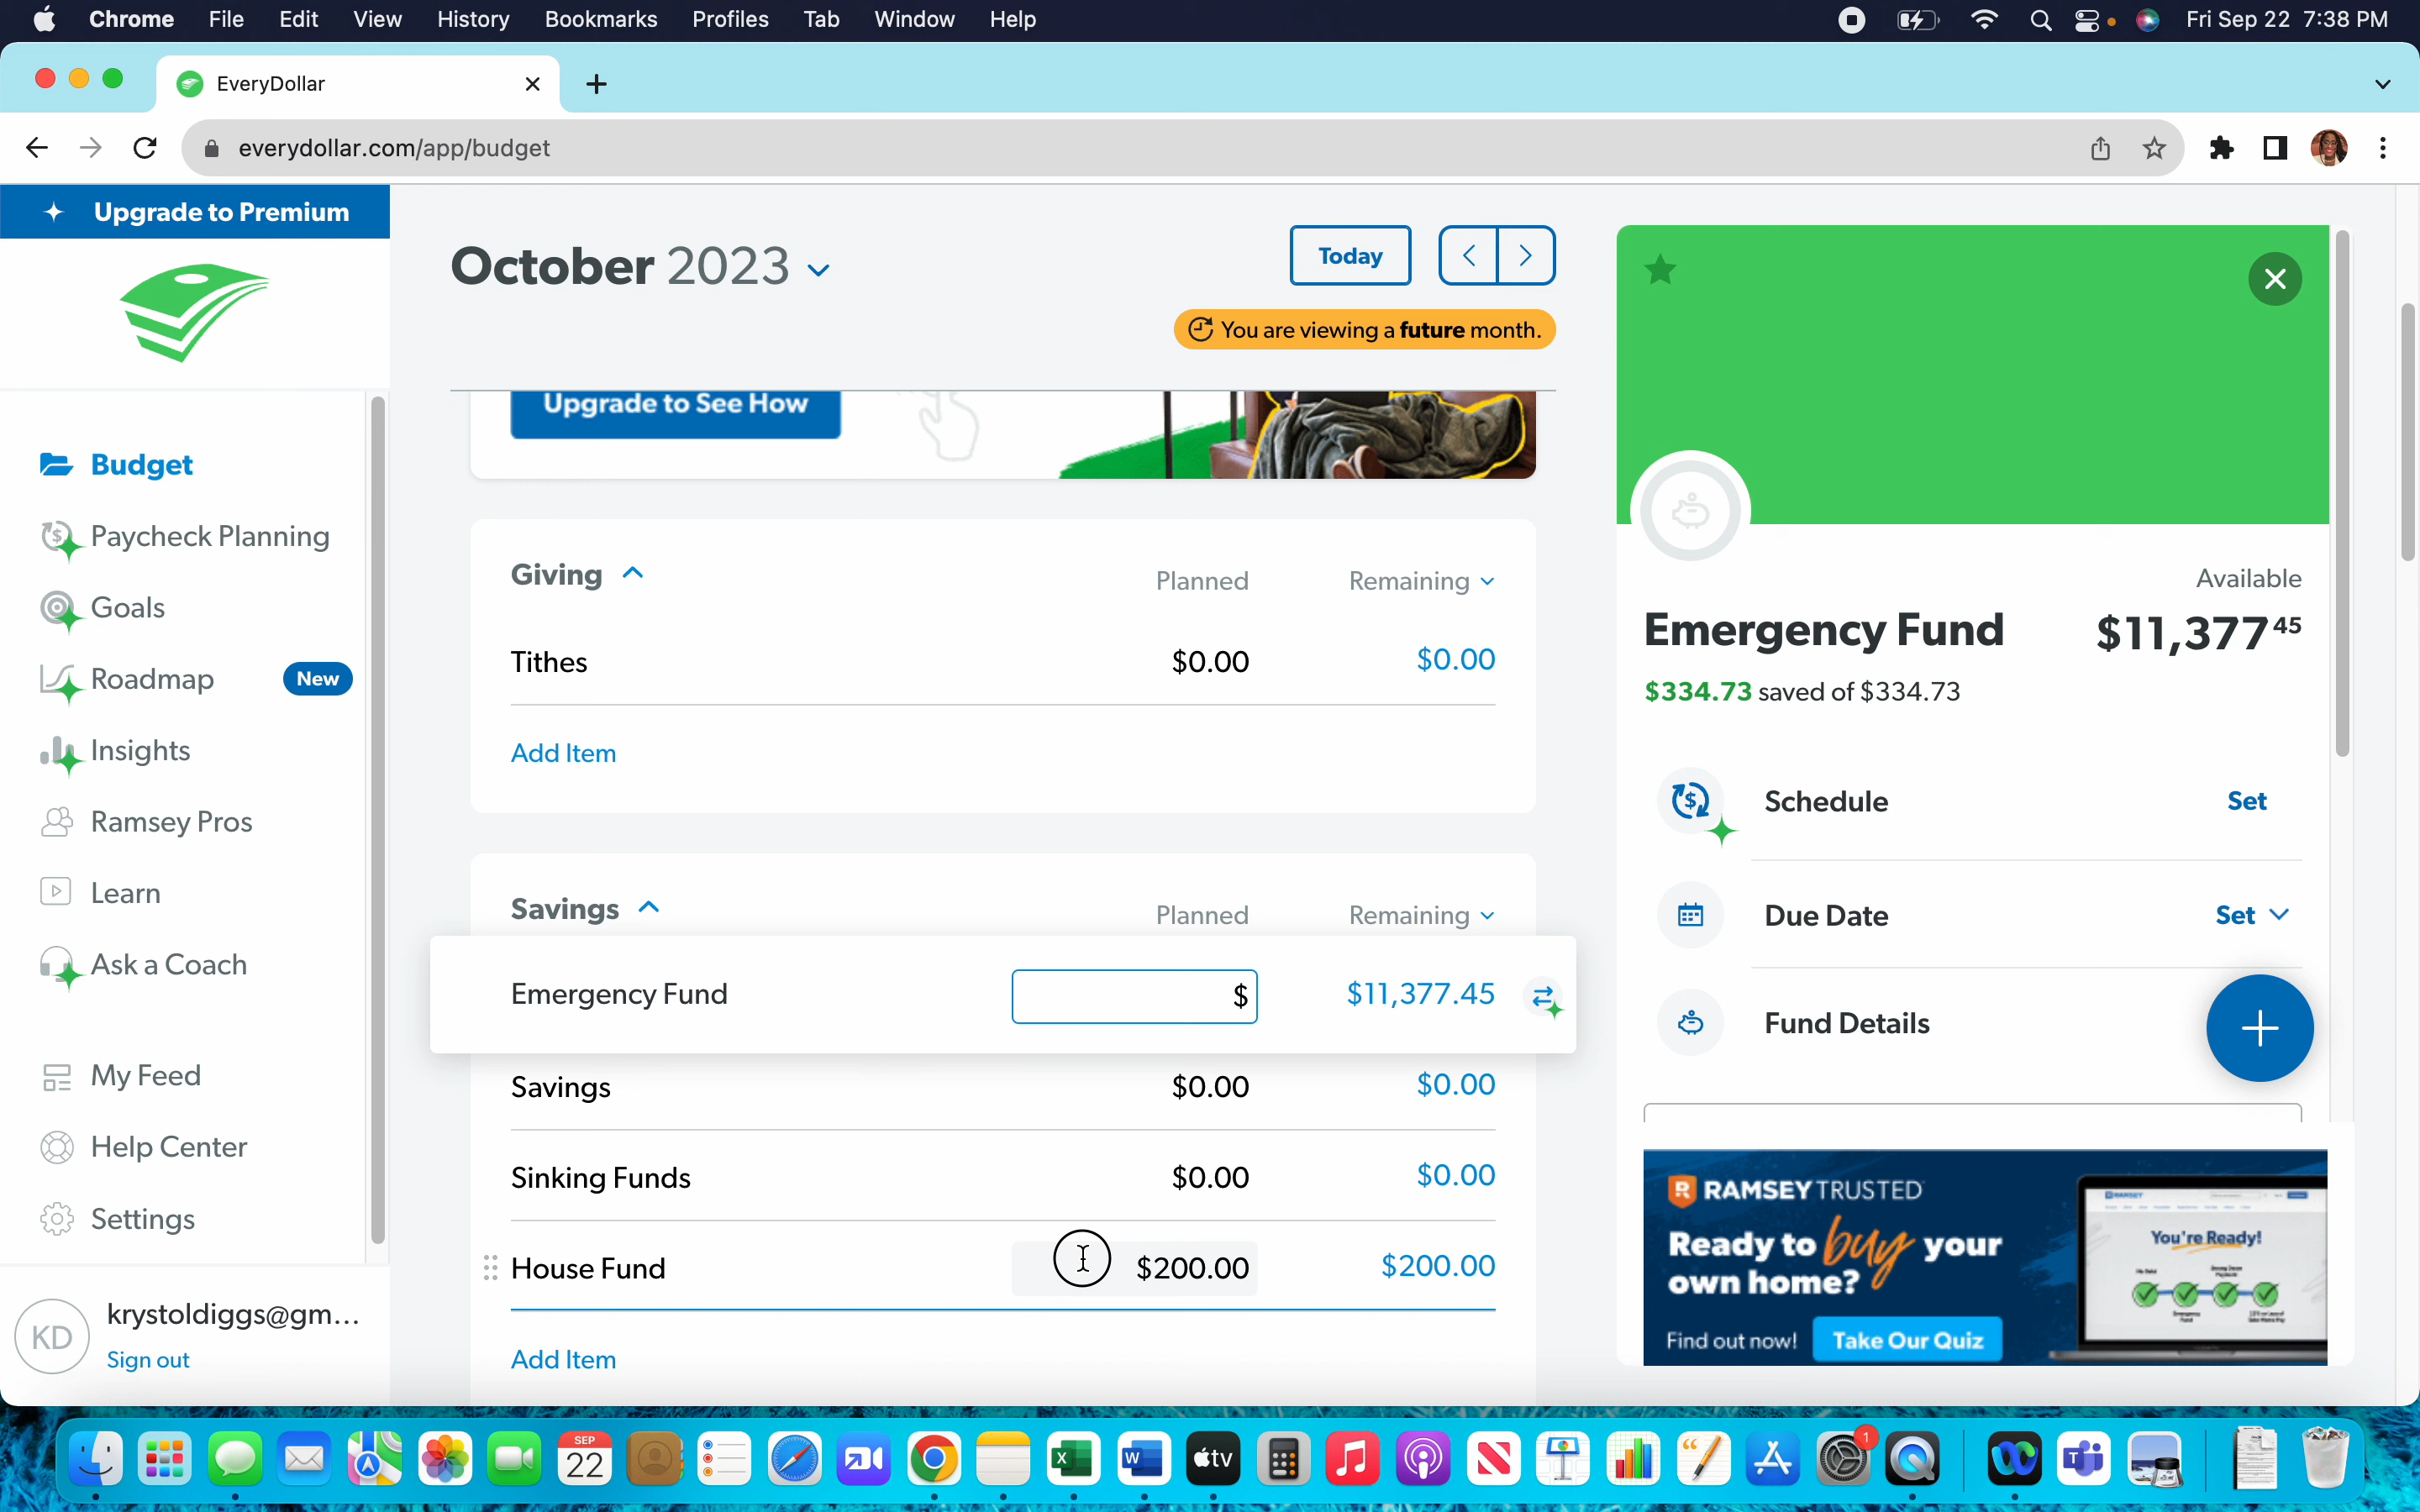 Chrome File Edit View History Bookmarks Profiles Tab Window Help Fri Sep 22 7:38 PM
EveryDollar
everydollar.com/app/budget
Upgrade to Premium
October 2023
Today
You are viewing a future month.
Upgrade to See How
Budget
Paycheck Planning
Goals
Roadmap New
Insights
Ramsey Pros
Learn
Ask a Coach
My Feed
Help Center
Settings
KD
krystoldiggs@gm...
Sign out
Giving Planned Remaining
Tithes $0.00 $0.00
Add Item
Savings Planned Remaining
Emergency Fund $ $11,377.45
Savings $0.00 $0.00
Sinking Funds $0.00 $0.00
House Fund $200.00 $200.00
Add Item
Available
Emergency Fund $11,377 45
$334.73 saved of $334.73
Schedule Set
Due Date Set
Fund Details
RAMSEY TRUSTED
Ready to buy your
own home?
Find out now! Take Our Quiz
You're Ready!
SEP
22
tv
1